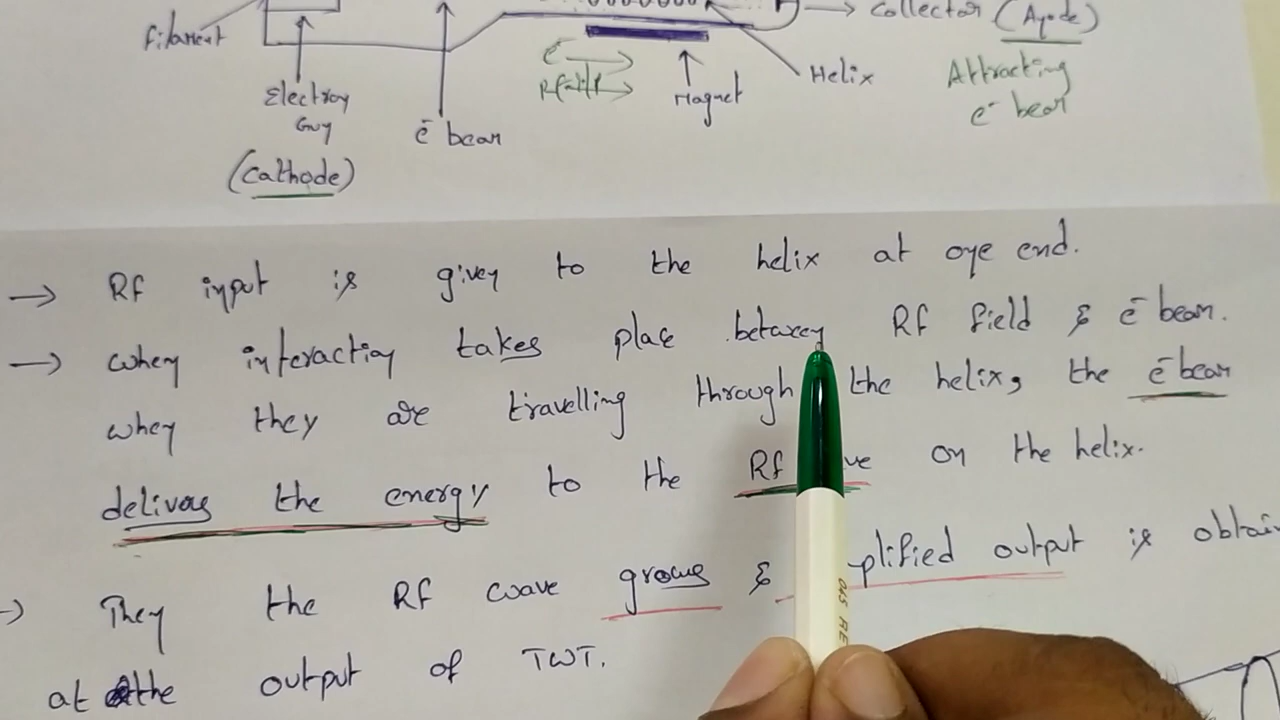 collector (Anode)
filament
e⁻
Rf i/p
Helix
Attracting
e⁻ beam
Electron
Gun
Magnet
e⁻ beam
(cathode)
→ Rf input is given to the helix at one end.
→ when interaction takes place between Rf field & e⁻ beam.
when they are travelling through the helix, the e⁻ beam
delivers the energy to the Rf ve on the helix.
→ Then the RF wave grows & plified output is obtai
at the output of TWT.